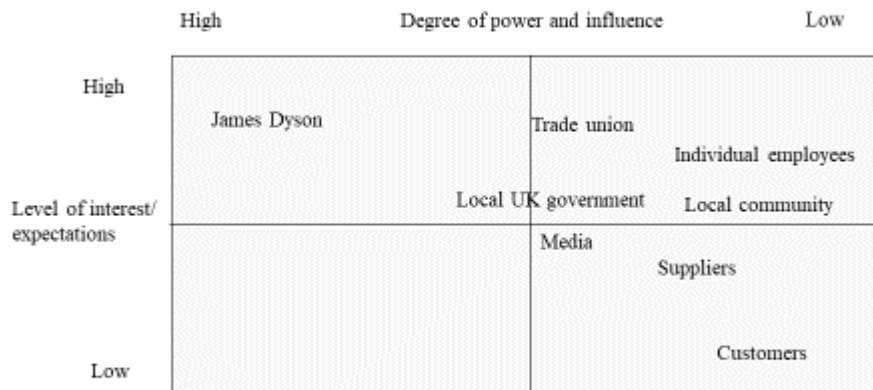 High Degree of power and influence Low
High
James Dyson
Trade union
Individual employees
Local UK government
Local community
Level of interest/
expectations
Media
Suppliers
Customers
Low